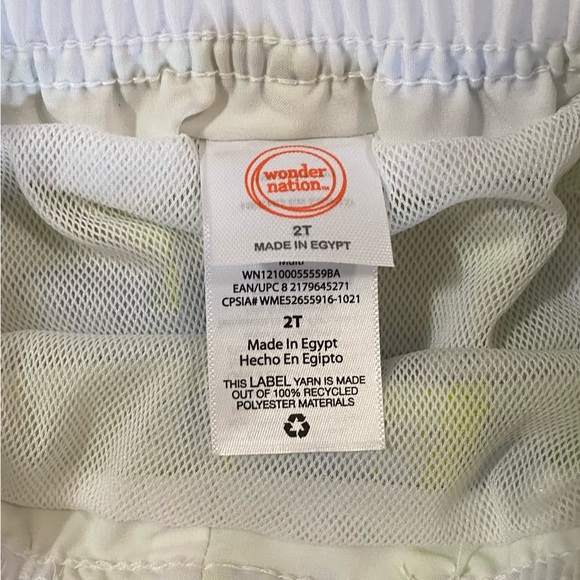 wonder
nation™
2T
MADE IN EGYPT
Multi
WN12100055559BA
EAN/UPC 8 2179645271
CPSIA# WME52655916-1021
2T
Made In Egypt
Hecho En Egipto
THIS LABEL YARN IS MADE
OUT OF 100% RECYCLED
POLYESTER MATERIALS